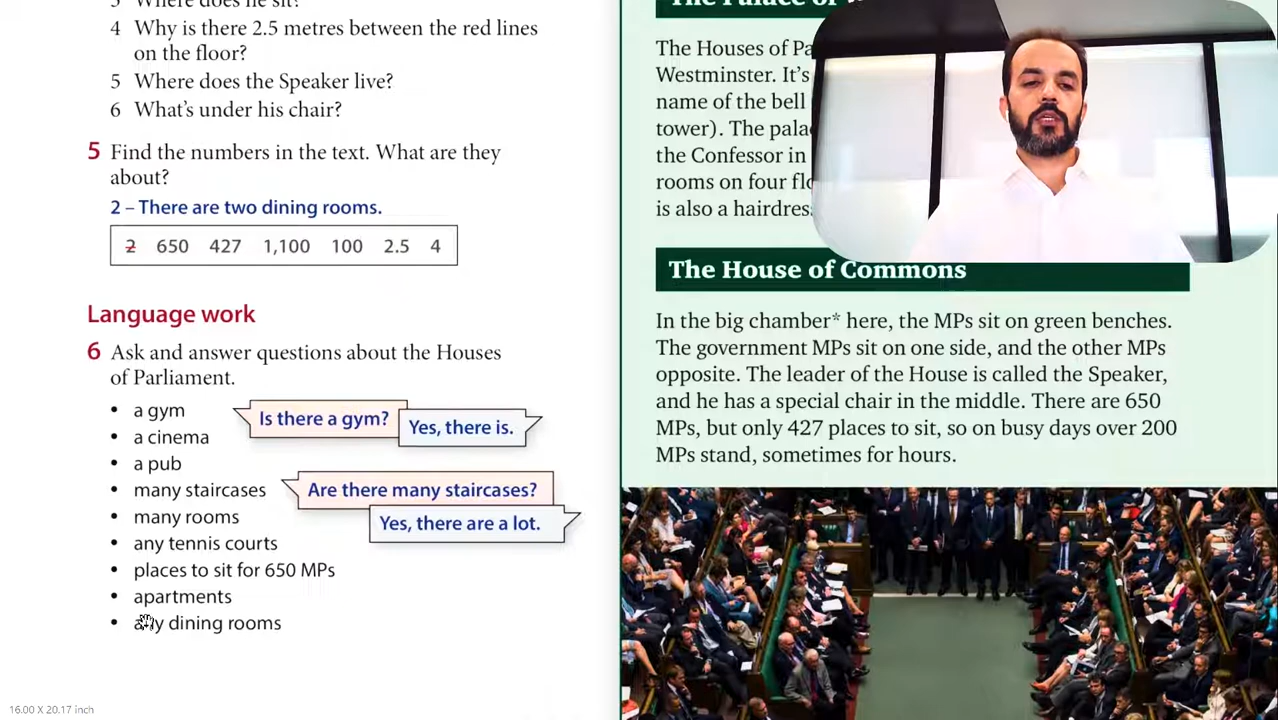 Where does he sit?
4 Why is there 2.5 metres between the red lines
on the floor?
5 Where does the Speaker live?
6 What's under his chair?
5 Find the numbers in the text. What are they
about?
2 – There are two dining rooms.
2 650 427 1,100 100 2.5 4
Language work
6 Ask and answer questions about the Houses
of Parliament.
• a gym
Is there a gym?
Yes, there is.
• a cinema
• a pub
• many staircases
Are there many staircases?
Yes, there are a lot.
• many rooms
• any tennis courts
• places to sit for 650 MPs
• apartments
• any dining rooms
16.00 X 20.17 inch
The Palace of
The Houses of Pa
Westminster. It's
name of the bell
tower). The pala
the Confessor in
rooms on four flo
is also a hairdres
The House of Commons
In the big chamber* here, the MPs sit on green benches.
The government MPs sit on one side, and the other MPs
opposite. The leader of the House is called the Speaker,
and he has a special chair in the middle. There are 650
MPs, but only 427 places to sit, so on busy days over 200
MPs stand, sometimes for hours.